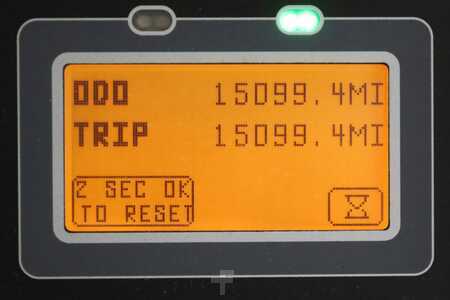 ODO 15099.4MI
TRIP 15099.4MI
2 SEC OK
TO RESET